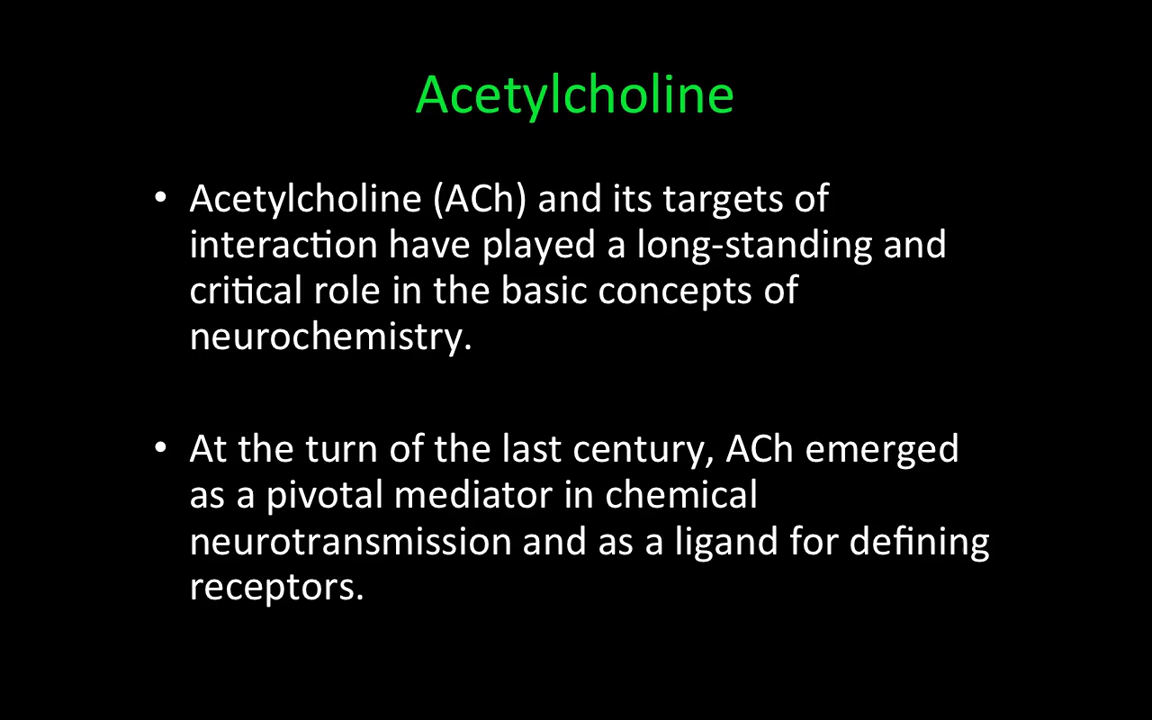 Acetylcholine
• Acetylcholine (ACh) and its targets of
interaction have played a long-standing and
critical role in the basic concepts of
neurochemistry.
• At the turn of the last century, ACh emerged
as a pivotal mediator in chemical
neurotransmission and as a ligand for defining
receptors.